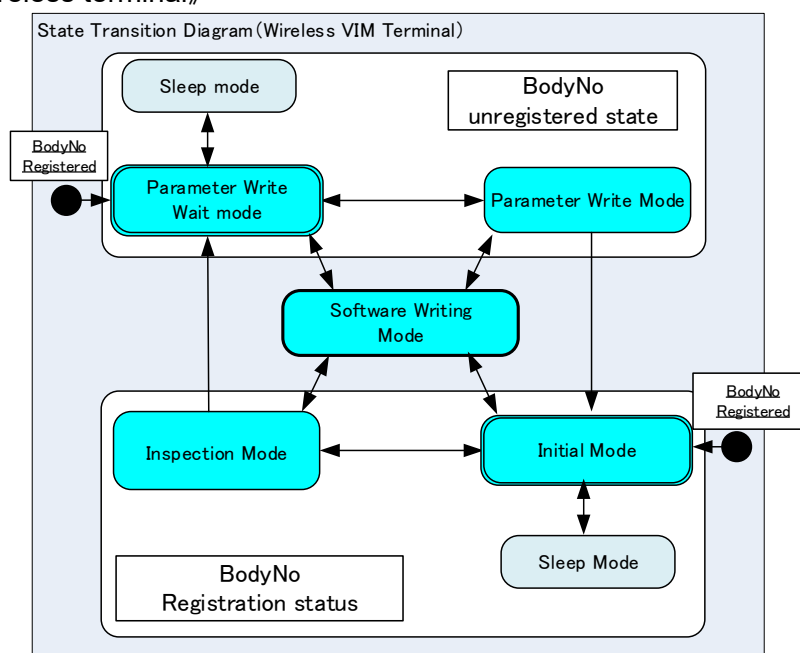 State Transition Diagram(Wireless VIM Terminal)
Sleep mode
BodyNo
unregistered state
BodyNo
Registered
Parameter Write
Wait mode
Parameter Write Mode
Software Writing
Mode
BodyNo
Registered
Inspection Mode
Initial Mode
Sleep Mode
BodyNo
Registration status